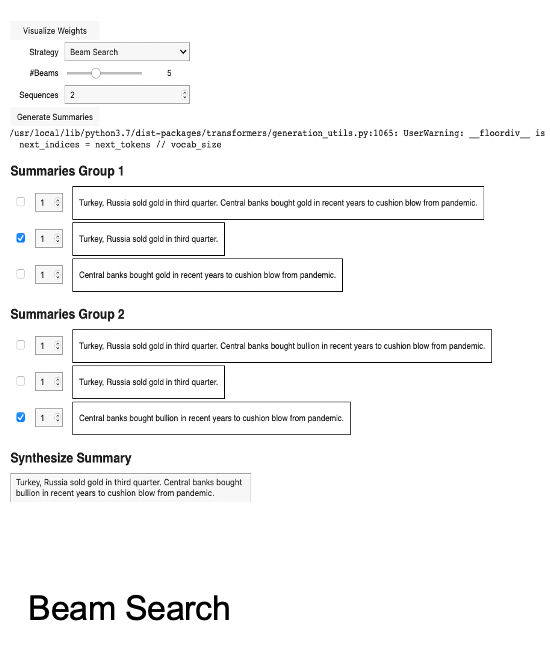 Visualize Weights
Strategy Beam Search
#Beams 5
Sequences 2
Generate Summaries
/usr/local/lib/python3.7/dist-packages/transformers/generation_utils.py:1065: UserWarning: __floordiv__ is
next_indices = next_tokens // vocab_size
Summaries Group 1
1 Turkey, Russia sold gold in third quarter. Central banks bought gold in recent years to cushion blow from pandemic.
1 Turkey, Russia sold gold in third quarter.
1 Central banks bought gold in recent years to cushion blow from pandemic.
Summaries Group 2
1 Turkey, Russia sold gold in third quarter. Central banks bought bullion in recent years to cushion blow from pandemic.
1 Turkey, Russia sold gold in third quarter.
1 Central banks bought bullion in recent years to cushion blow from pandemic.
Synthesize Summary
Turkey, Russia sold gold in third quarter. Central banks bought
bullion in recent years to cushion blow from pandemic.
Beam Search